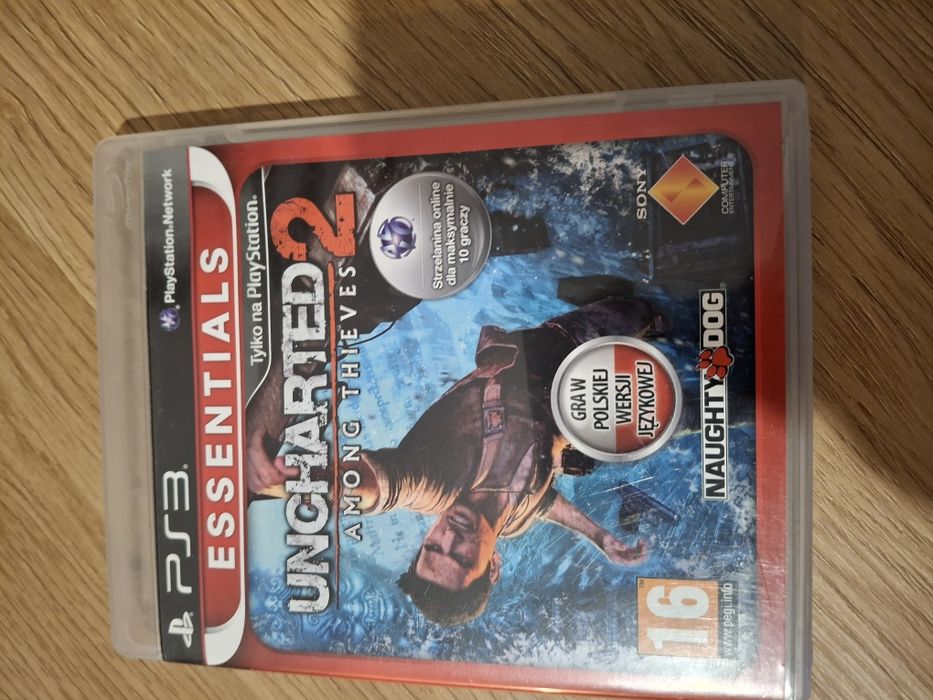 PS3
PlayStation®Network
ESSENTIALS
Tylko na PlayStation®
UNCHARTED 2
AMONG THIEVES
Strzelanina online
dla maksymalnie
10 graczy
GRA W
POLSKIEJ
WERSJI
JĘZYKOWEJ
16
www.pegi.info
NAUGHTY DOG
SONY
COMPUTER
ENTERTAINMENT